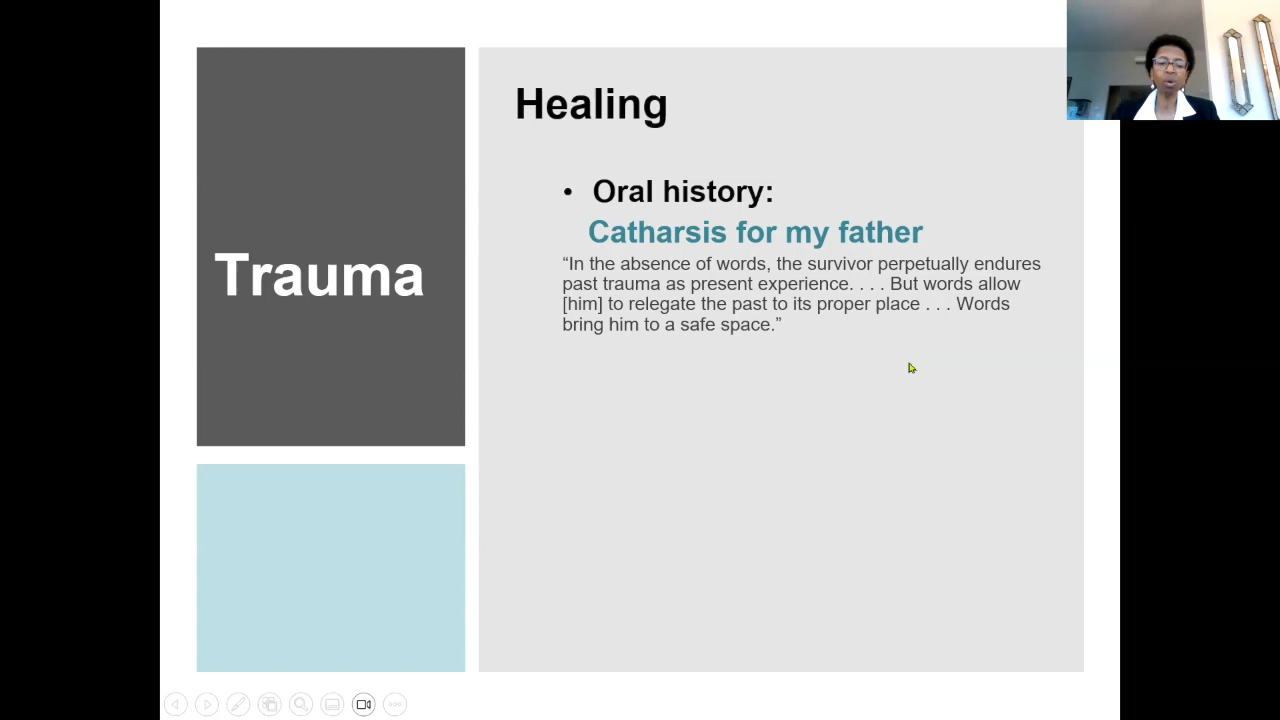 Trauma
Healing
• Oral history:
Catharsis for my father
“In the absence of words, the survivor perpetually endures
past trauma as present experience. . . . But words allow
[him] to relegate the past to its proper place . . . Words
bring him to a safe space.”